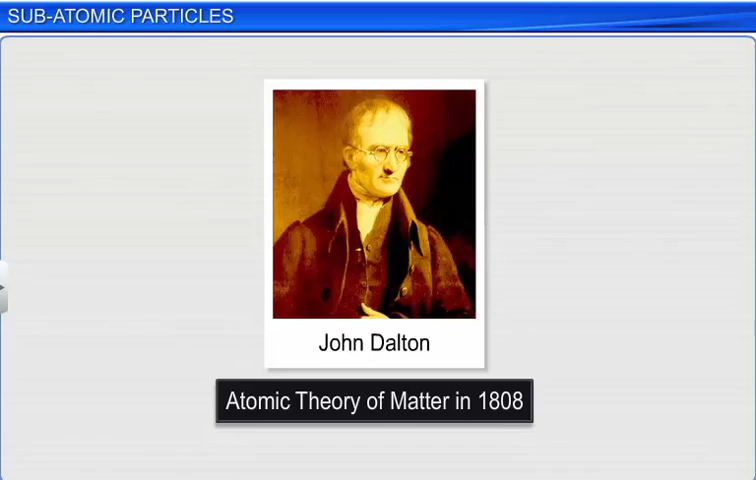 SUB-ATOMIC PARTICLES
John Dalton
Atomic Theory of Matter in 1808